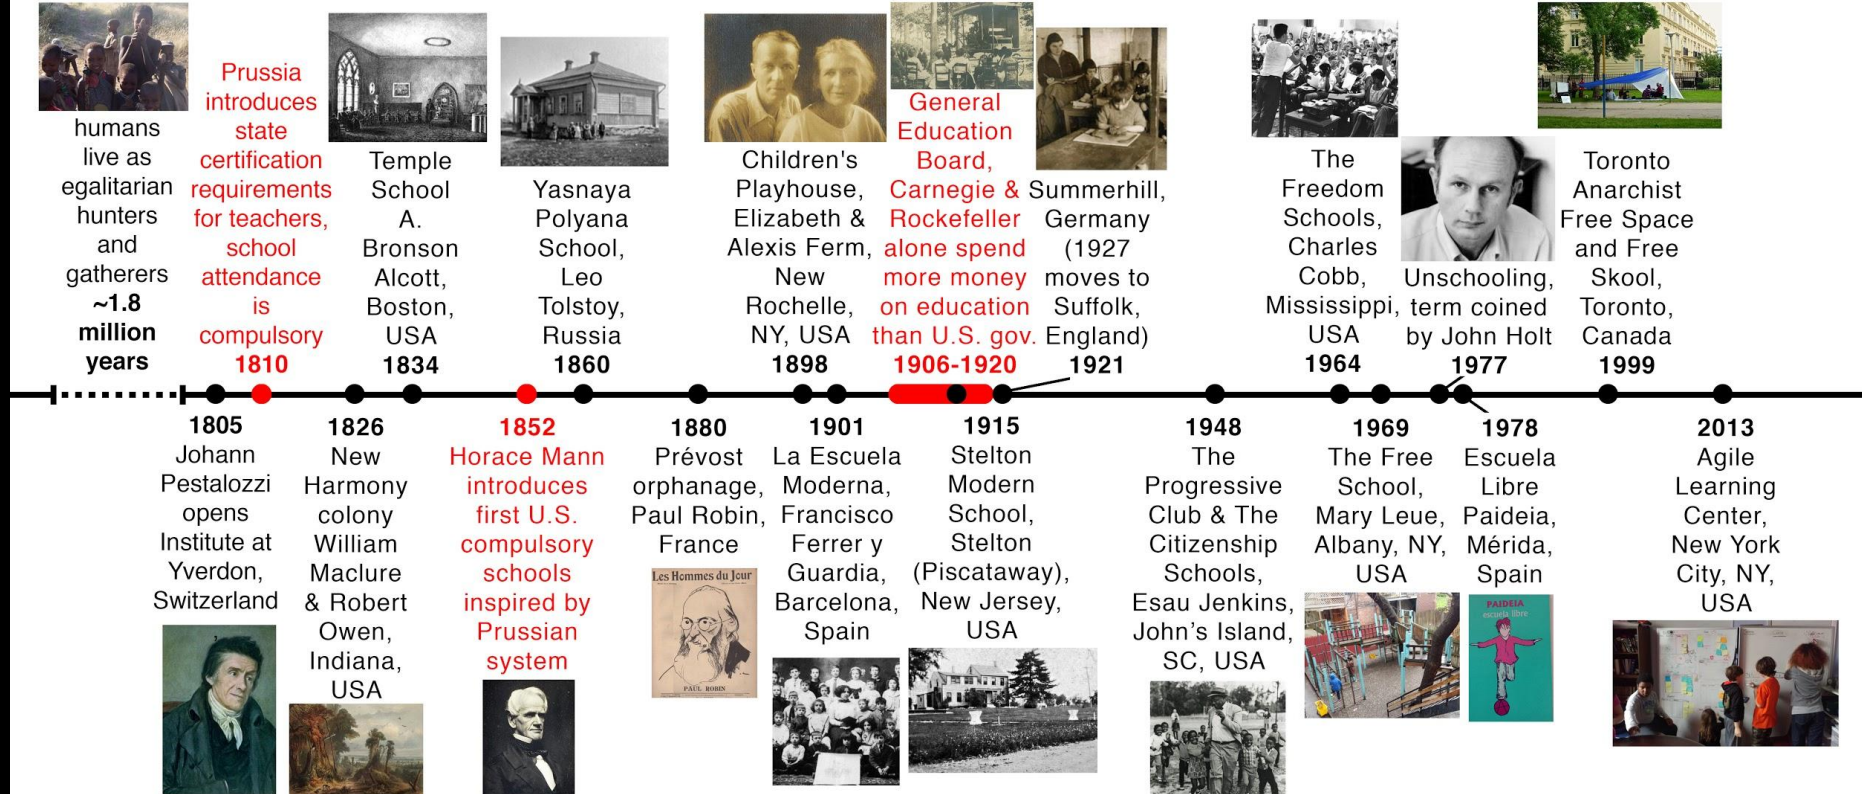 humans
live as
egalitarian
hunters
and
gatherers
~1.8
million
years
Prussia
introduces
state
certification
requirements
for teachers,
school
attendance
is
compulsory
1810
Temple
School
A.
Bronson
Alcott,
Boston,
USA
1834
Yasnaya
Polyana
School,
Leo
Tolstoy,
Russia
1860
Children's
Playhouse,
Elizabeth &
Alexis Ferm,
New
Rochelle,
NY, USA
1898
General
Education
Board,
Carnegie &
Rockefeller
alone spend
more money
on education
than U.S. gov.
1906-1920
Summerhill,
Germany
(1927
moves to
Suffolk,
England)
1921
The
Freedom
Schools,
Charles
Cobb,
Mississippi,
USA
1964
Unschooling,
term coined
by John Holt
1977
Toronto
Anarchist
Free Space
and Free
Skool,
Toronto,
Canada
1999
1805
Johann
Pestalozzi
opens
Institute at
Yverdon,
Switzerland
1826
New
Harmony
colony
William
Maclure
& Robert
Owen,
Indiana,
USA
1852
Horace Mann
introduces
first U.S.
compulsory
schools
inspired by
Prussian
system
1880
Prévost
orphanage,
Paul Robin,
France
Les Hommes du Jour
PAUL ROBIN
1901
La Escuela
Moderna,
Francisco
Ferrer y
Guardia,
Barcelona,
Spain
1915
Stelton
Modern
School,
Stelton
(Piscataway),
New Jersey,
USA
1948
The
Progressive
Club & The
Citizenship
Schools,
Esau Jenkins,
John’s Island,
SC, USA
1969
The Free
School,
Mary Leue,
Albany, NY,
USA
1978
Escuela
Libre
Paideia,
Mérida,
Spain
PAIDEIA
escuela libre
2013
Agile
Learning
Center,
New York
City, NY,
USA